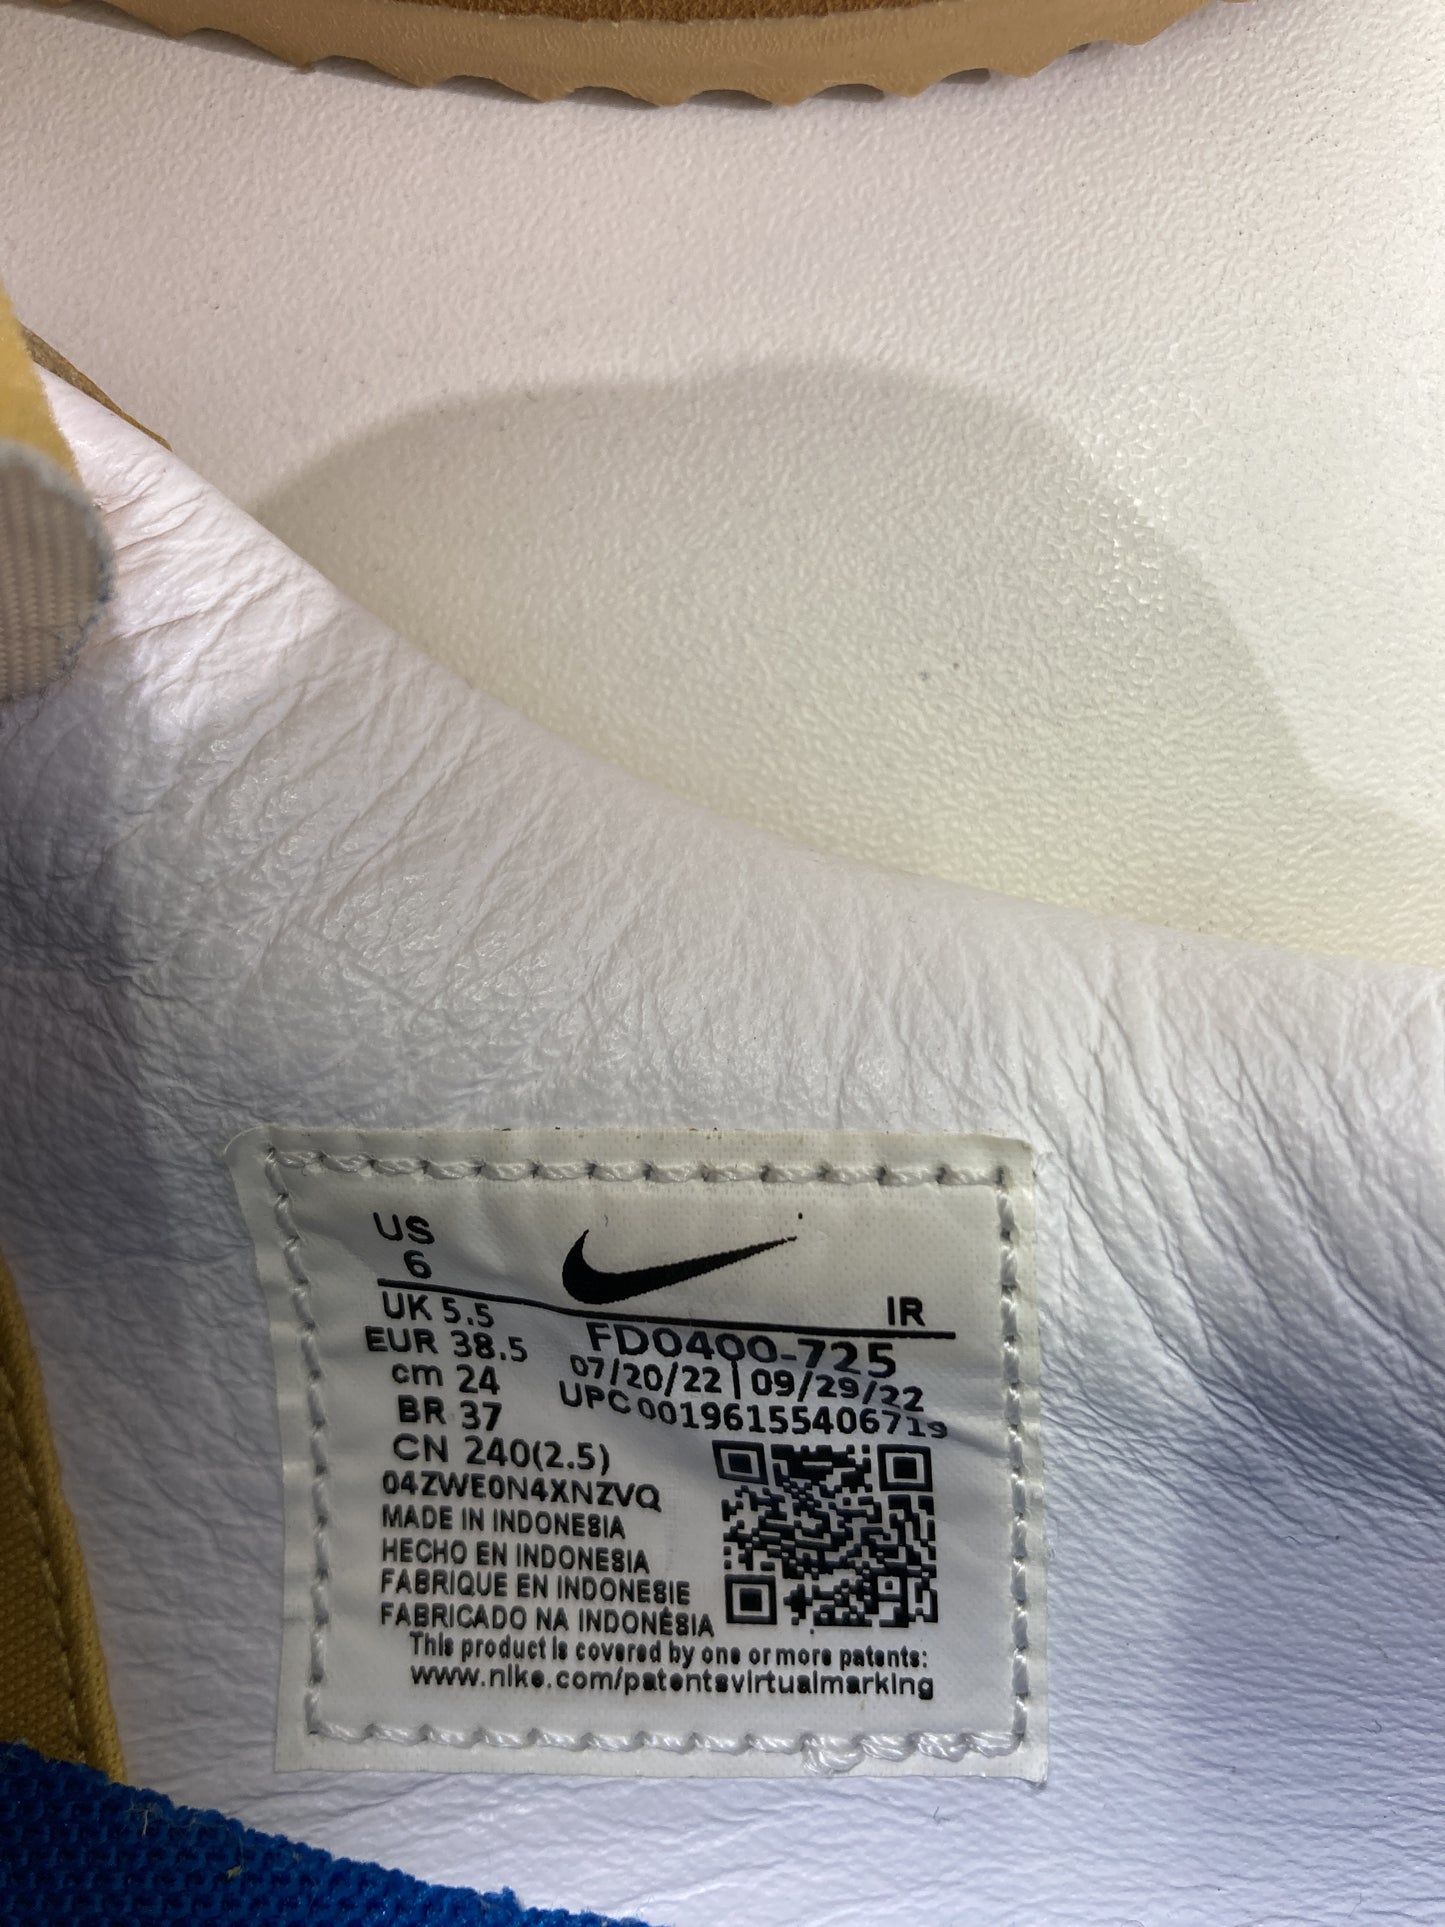 US
6
IR
UK 5.5
EUR 38.5
FD0400-725
cm 24
07/20/22 | 09/29/22
BR 37
UPC 00196155406719
CN 240(2.5)
04ZWE0N4XNZVQ
MADE IN INDONESIA
HECHO EN INDONESIA
FABRIQUE EN INDONESIE
FABRICADO NA INDONÉSIA
This product is covered by one or more patents:
www.nike.com/patentsvirtualmarking